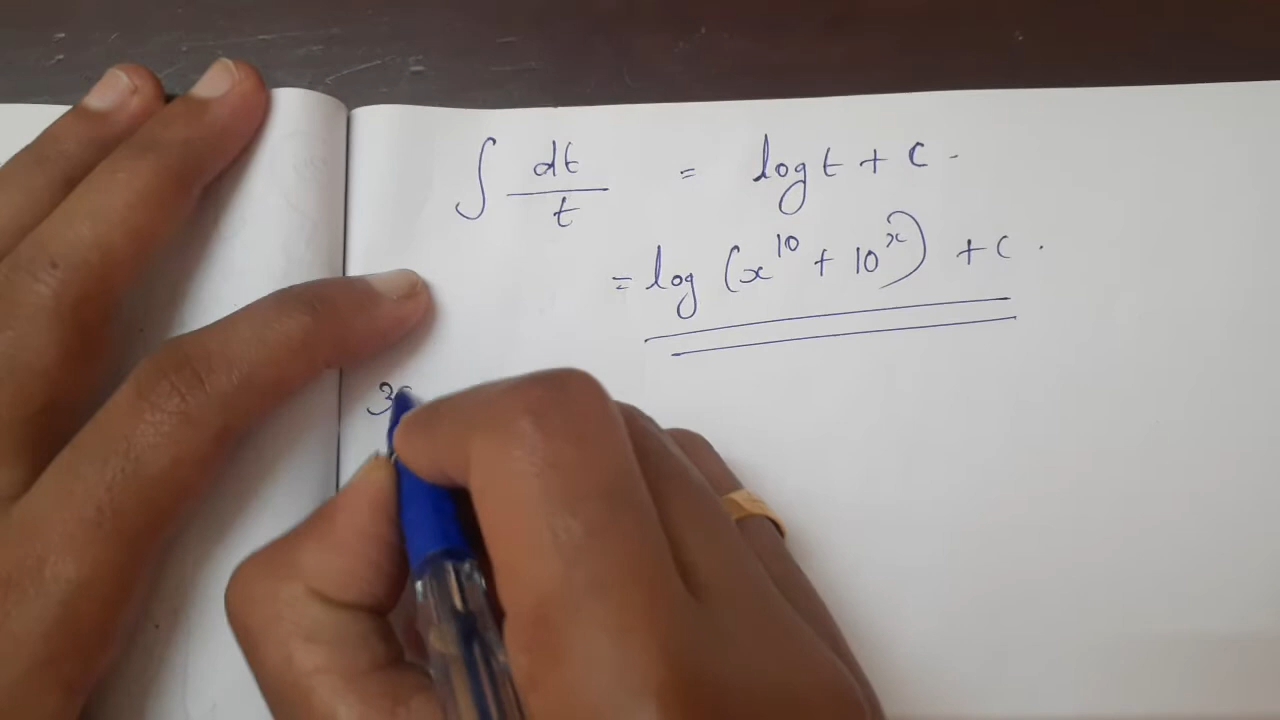 ∫ dt/t = log t + c.
= log (x^10 + 10^x) + c.